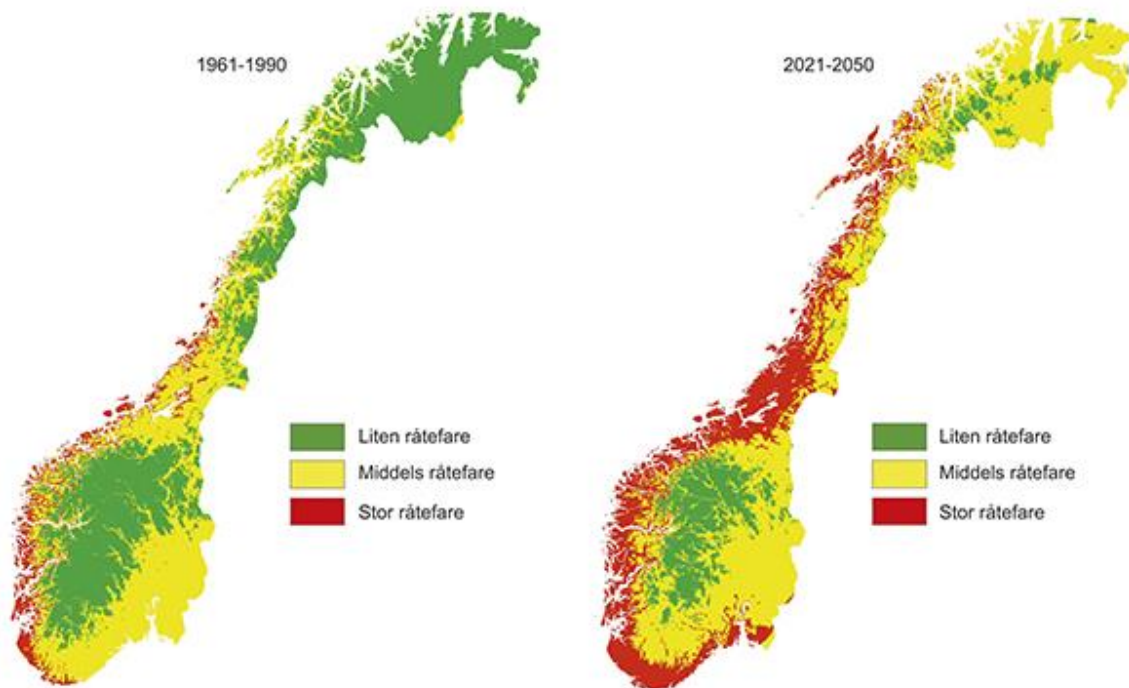 1961-1990
2021-2050
Liten råtefare
Middels råtefare
Stor råtefare
Liten råtefare
Middels råtefare
Stor råtefare